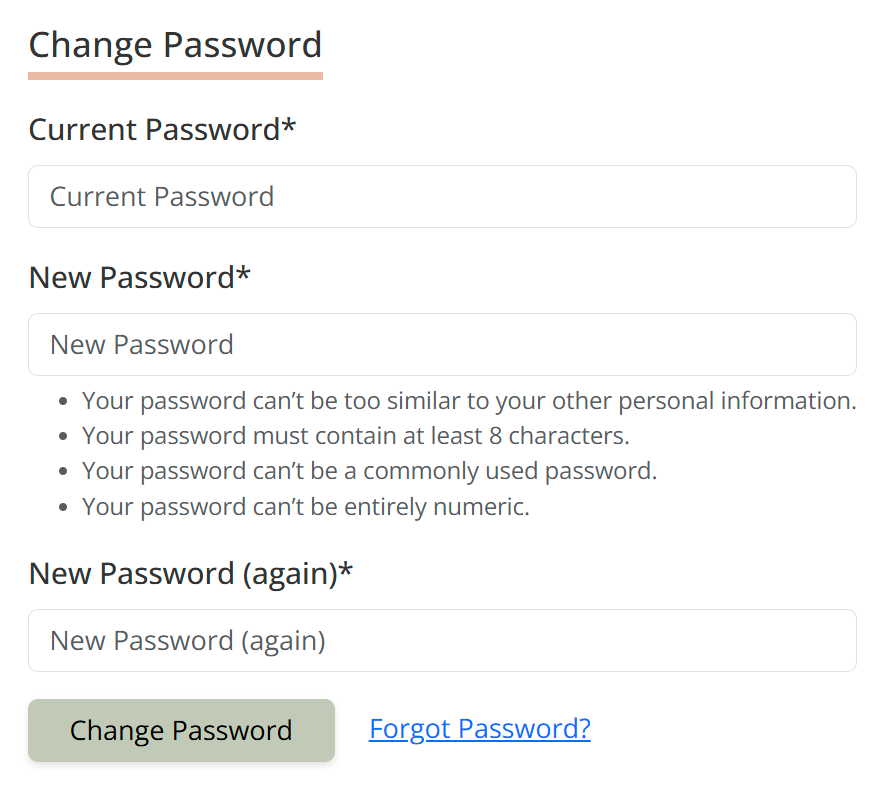 Change Password
Current Password*
Current Password
New Password*
New Password
• Your password can’t be too similar to your other personal information.
• Your password must contain at least 8 characters.
• Your password can’t be a commonly used password.
• Your password can’t be entirely numeric.
New Password (again)*
New Password (again)
Change Password Forgot Password?